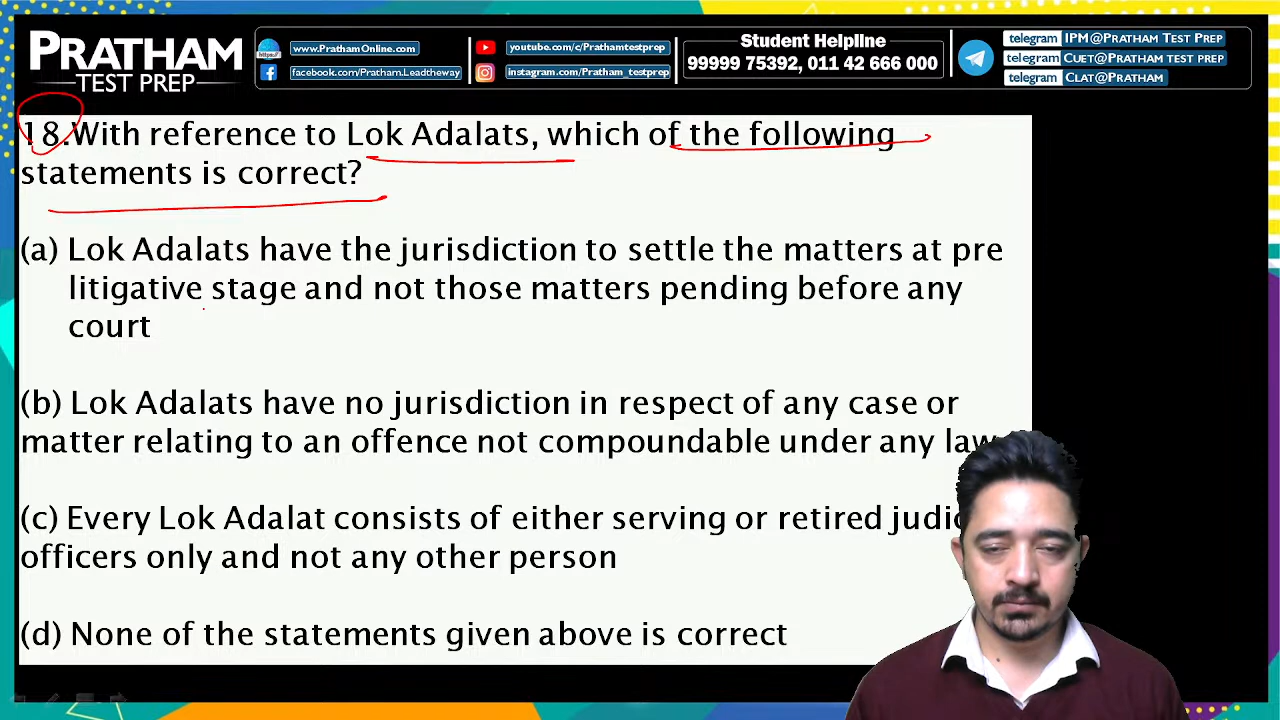 PRATHAM
TEST PREP
https://
www.PrathamOnline.com
facebook.com/Pratham.Leadtheway
youtube.com/c/Prathamtestprep
instagram.com/Pratham_testprep
Student Helpline
99999 75392, 011 42 666 000
telegram IPM@PRATHAM TEST PREP
telegram CUET@PRATHAM TEST PREP
telegram CLAT@PRATHAM
18.With reference to Lok Adalats, which of the following
statements is correct?
(a) Lok Adalats have the jurisdiction to settle the matters at pre
litigative stage and not those matters pending before any
court
(b) Lok Adalats have no jurisdiction in respect of any case or
matter relating to an offence not compoundable under any law
(c) Every Lok Adalat consists of either serving or retired
officers only and not any other person
(d) None of the statements given above is correct